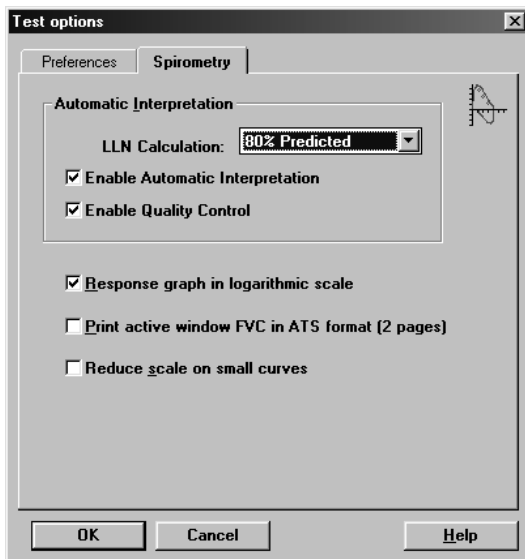 Test options
Preferences
Spirometry
Automatic Interpretation
LLN Calculation: 80% Predicted
Enable Automatic Interpretation
Enable Quality Control
Response graph in logarithmic scale
Print active window FVC in ATS format (2 pages)
Reduce scale on small curves
OK Cancel Help